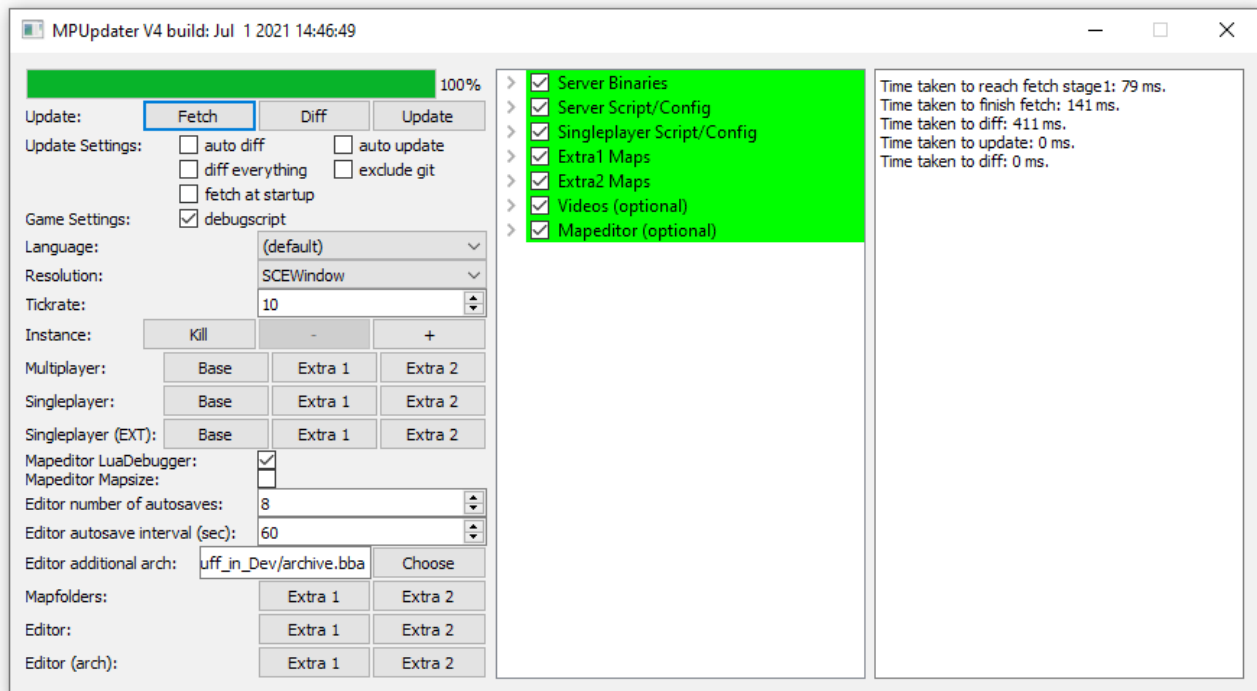 MPUpdater V4 build: Jul  1 2021 14:46:49
100%
Update: Fetch Diff Update
Update Settings: auto diff auto update
diff everything exclude git
fetch at startup
Game Settings: debugscript
Language: (default)
Resolution: SCEWindow
Tickrate: 10
Instance: Kill - +
Multiplayer: Base Extra 1 Extra 2
Singleplayer: Base Extra 1 Extra 2
Singleplayer (EXT): Base Extra 1 Extra 2
Mapeditor LuaDebugger:
Mapeditor Mapsize:
Editor number of autosaves: 8
Editor autosave interval (sec): 60
Editor additional arch: uff_in_Dev/archive.bba Choose
Mapfolders: Extra 1 Extra 2
Editor: Extra 1 Extra 2
Editor (arch): Extra 1 Extra 2
Server Binaries
Server Script/Config
Singleplayer Script/Config
Extra1 Maps
Extra2 Maps
Videos (optional)
Mapeditor (optional)
Time taken to reach fetch stage1: 79 ms.
Time taken to finish fetch: 141 ms.
Time taken to diff: 411 ms.
Time taken to update: 0 ms.
Time taken to diff: 0 ms.